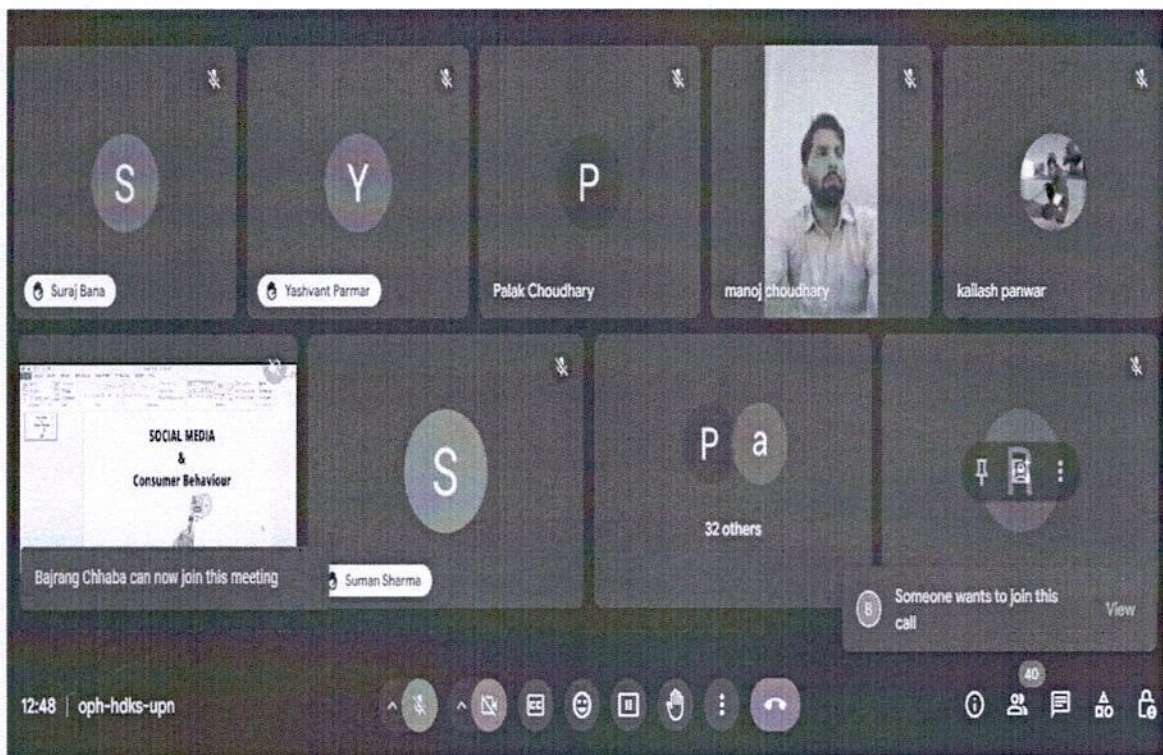 S
Suraj Bana
Y
Yashvant Parmar
P
Palak Choudhary
manoj choudhary
kailash panwar
SOCIAL MEDIA
&
Consumer Behaviour
Bajrang Chhaba can now join this meeting
S
Suman Sharma
P a
32 others
R
B
Someone wants to join this
call
View
12:48 | oph-hdks-upn
CC
40